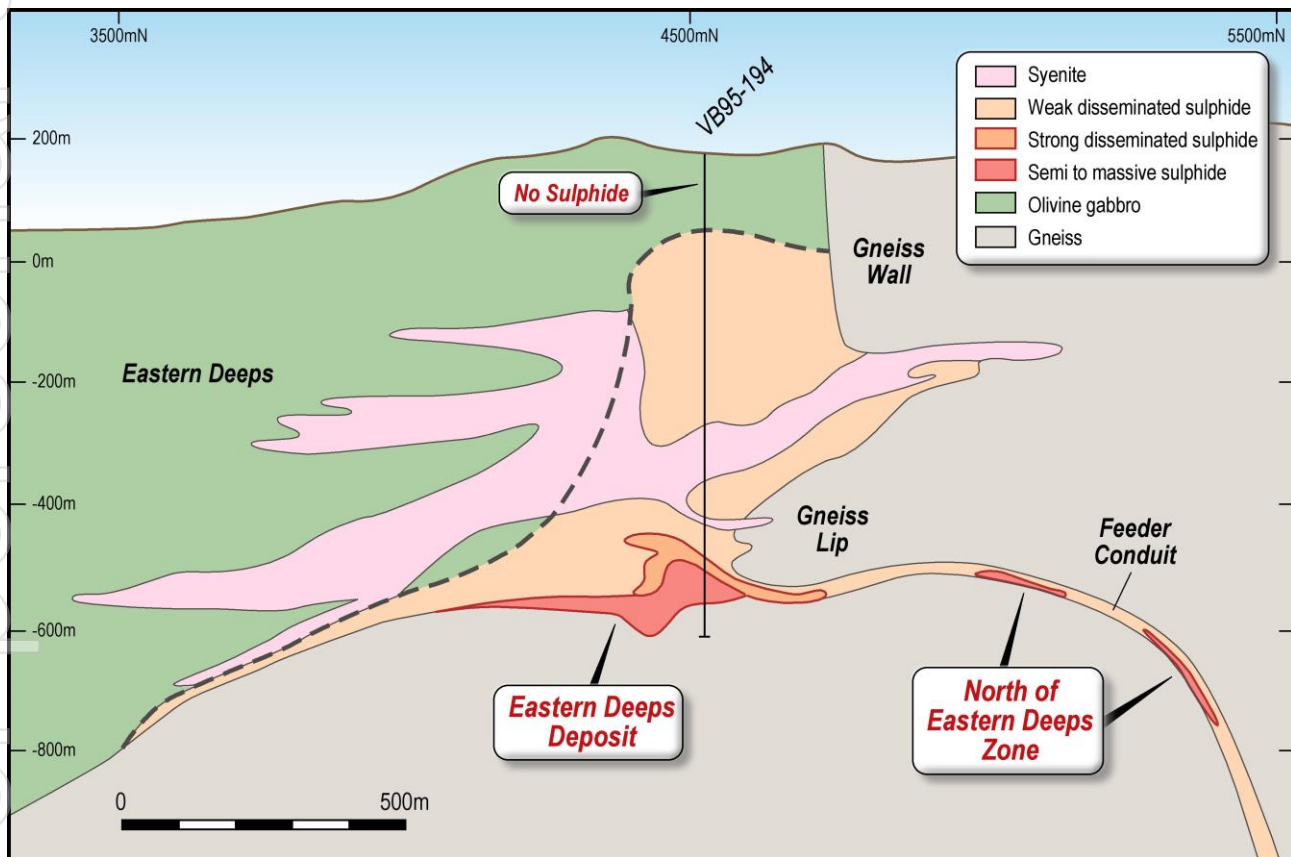 3500mN
4500mN
5500mN
VB95-194
Syenite
Weak disseminated sulphide
Strong disseminated sulphide
Semi to massive sulphide
Olivine gabbro
Gneiss
200m
0m
-200m
-400m
-600m
-800m
No Sulphide
Gneiss
Wall
Eastern Deeps
Gneiss
Lip
Feeder
Conduit
Eastern Deeps
Deposit
North of
Eastern Deeps
Zone
0
500m